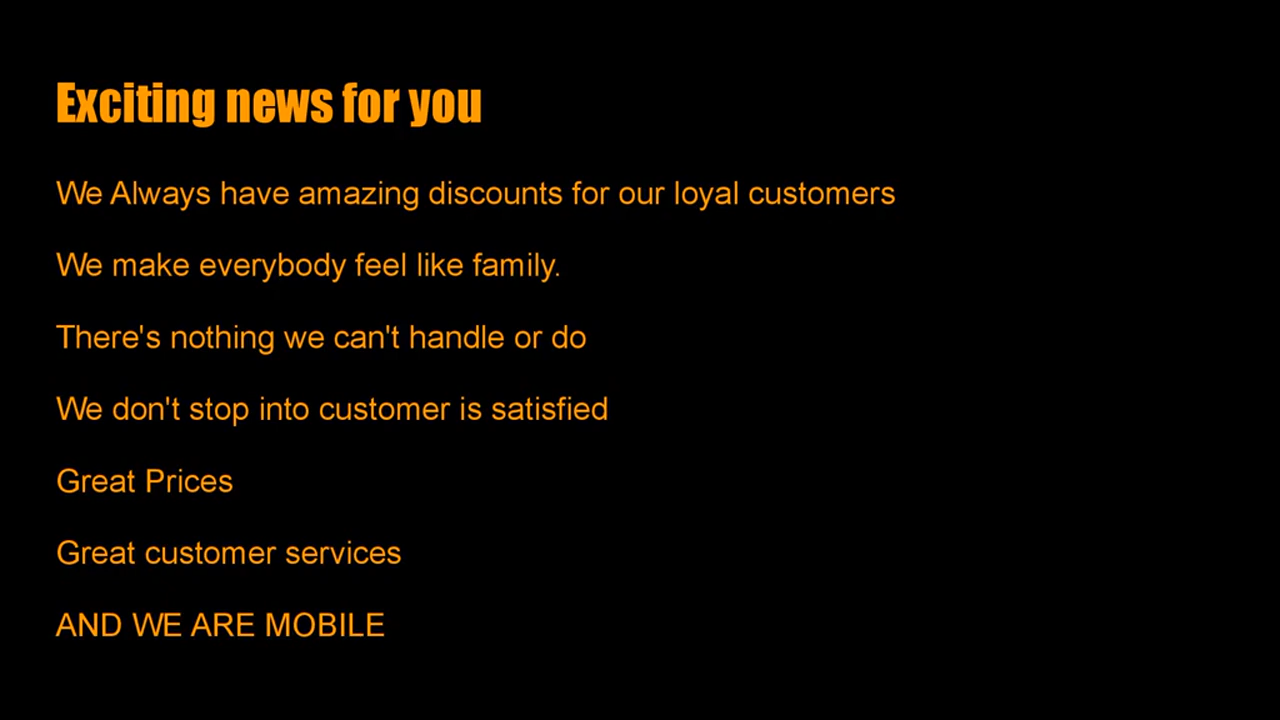 Exciting news for you
We Always have amazing discounts for our loyal customers
We make everybody feel like family.
There's nothing we can't handle or do
We don't stop into customer is satisfied
Great Prices
Great customer services
AND WE ARE MOBILE